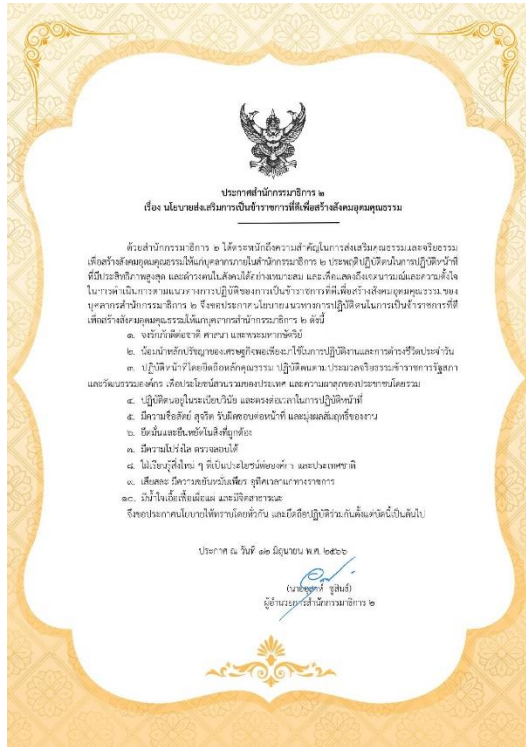 ประกาศสำนักกรรมาธิการ ๒
เรื่อง นโยบายส่งเสริมการเป็นข้าราชการที่ดีเพื่อสร้างสังคมอุดมคุณธรรม
ด้วยสำนักกรรมาธิการ ๒ ได้ตระหนักถึงความสำคัญในการส่งเสริมคุณธรรมและจริยธรรม
เพื่อสร้างสังคมอุดมคุณธรรมให้แก่บุคลากรภายในสำนักกรรมาธิการ ๒ ประพฤติปฏิบัติตนในการปฏิบัติหน้าที่
ที่มีประสิทธิภาพสูงสุด และดำรงตนในสังคมได้อย่างเหมาะสม และเพื่อแสดงถึงเจตนารมณ์และความตั้งใจ
ในการดำเนินการตามแนวทางการปฏิบัติของการเป็นข้าราชการที่ดีเพื่อสร้างสังคมอุดมคุณธรรมของ
บุคลากรสำนักกรรมาธิการ ๒ จึงขอประกาศนโยบายแนวทางการปฏิบัติตนในการเป็นข้าราชการที่ดี
เพื่อสร้างสังคมอุดมคุณธรรมให้แก่บุคลากรสำนักกรรมาธิการ ๒ ดังนี้
๑. จงรักภักดีต่อชาติ ศาสนา และพระมหากษัตริย์
๒. น้อมนำหลักปรัชญาของเศรษฐกิจพอเพียงมาใช้ในการปฏิบัติงานและการดำรงชีวิตประจำวัน
๓. ปฏิบัติหน้าที่โดยยึดถือหลักคุณธรรม ปฏิบัติตนตามประมวลจริยธรรมข้าราชการรัฐสภา
และวัฒนธรรมองค์กร เพื่อประโยชน์ส่วนรวมของประเทศ และความผาสุกของประชาชนโดยรวม
๔. ปฏิบัติตนอยู่ในระเบียบวินัย และตรงต่อเวลาในการปฏิบัติหน้าที่
๕. มีความซื่อสัตย์ สุจริต รับผิดชอบต่อหน้าที่ และมุ่งผลสัมฤทธิ์ของงาน
๖. ยึดมั่นและยืนหยัดในสิ่งที่ถูกต้อง
๗. มีความโปร่งใส ตรวจสอบได้
๘. ใฝ่เรียนรู้สิ่งใหม่ ๆ ที่เป็นประโยชน์ต่อองค์กร และประเทศชาติ
๙. เสียสละ มีความขยันหมั่นเพียร อุทิศเวลาแก่ทางราชการ
๑๐. มีน้ำใจเอื้อเฟื้อเผื่อแผ่ และมีจิตสาธารณะ
จึงขอประกาศนโยบายให้ทราบโดยทั่วกัน และยึดถือปฏิบัติร่วมกันตั้งแต่บัดนี้เป็นต้นไป
ประกาศ ณ วันที่ ๑๒ มิถุนายน พ.ศ. ๒๕๖๖
ชูสินธ์)
ผู้อำนวยการสำนักกรรมาธิการ ๒